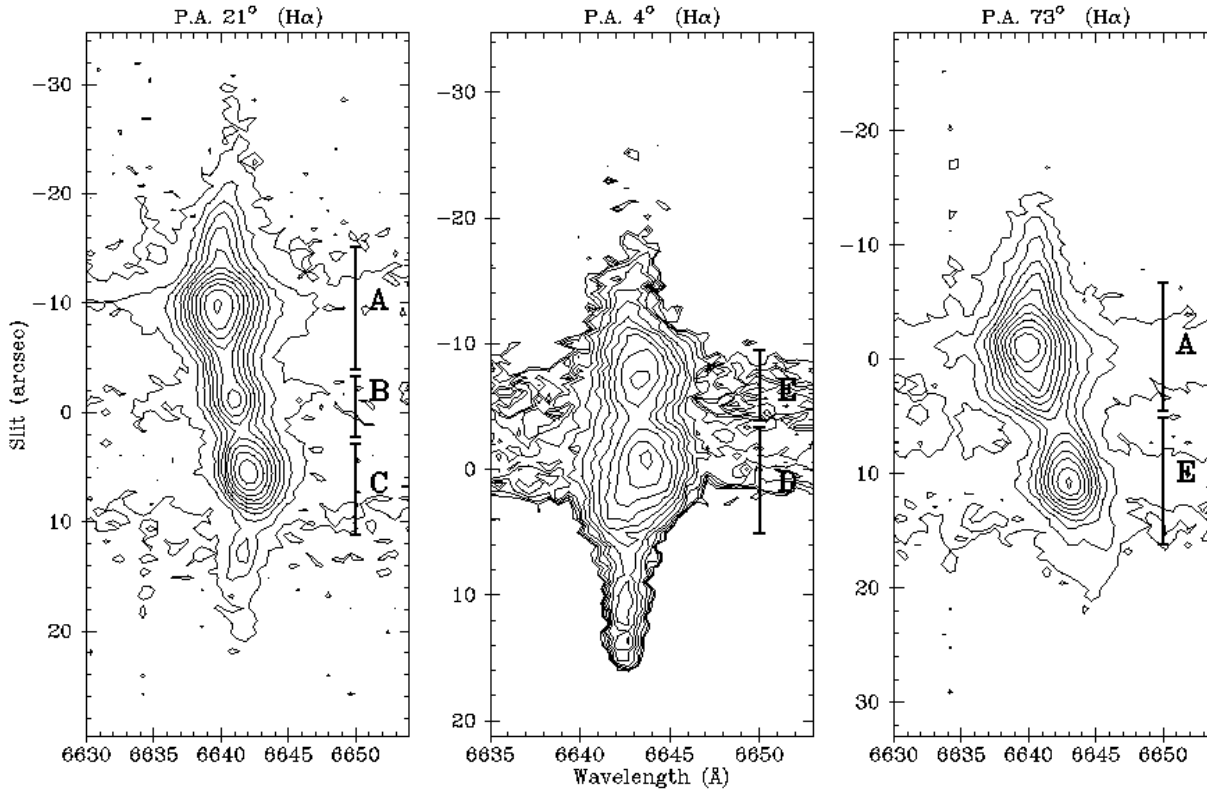 P.A. 21° (Hα)
P.A. 4° (Hα)
P.A. 73° (Hα)
Slit (arcsec)
-30
-20
-10
0
10
20
A
B
C
6630 6635 6640 6645 6650
-30
-20
-10
0
10
20
E
D
6635 6640 6645 6650
-20
-10
0
10
20
30
A
E
6630 6635 6640 6645 6650
Wavelength (Å)